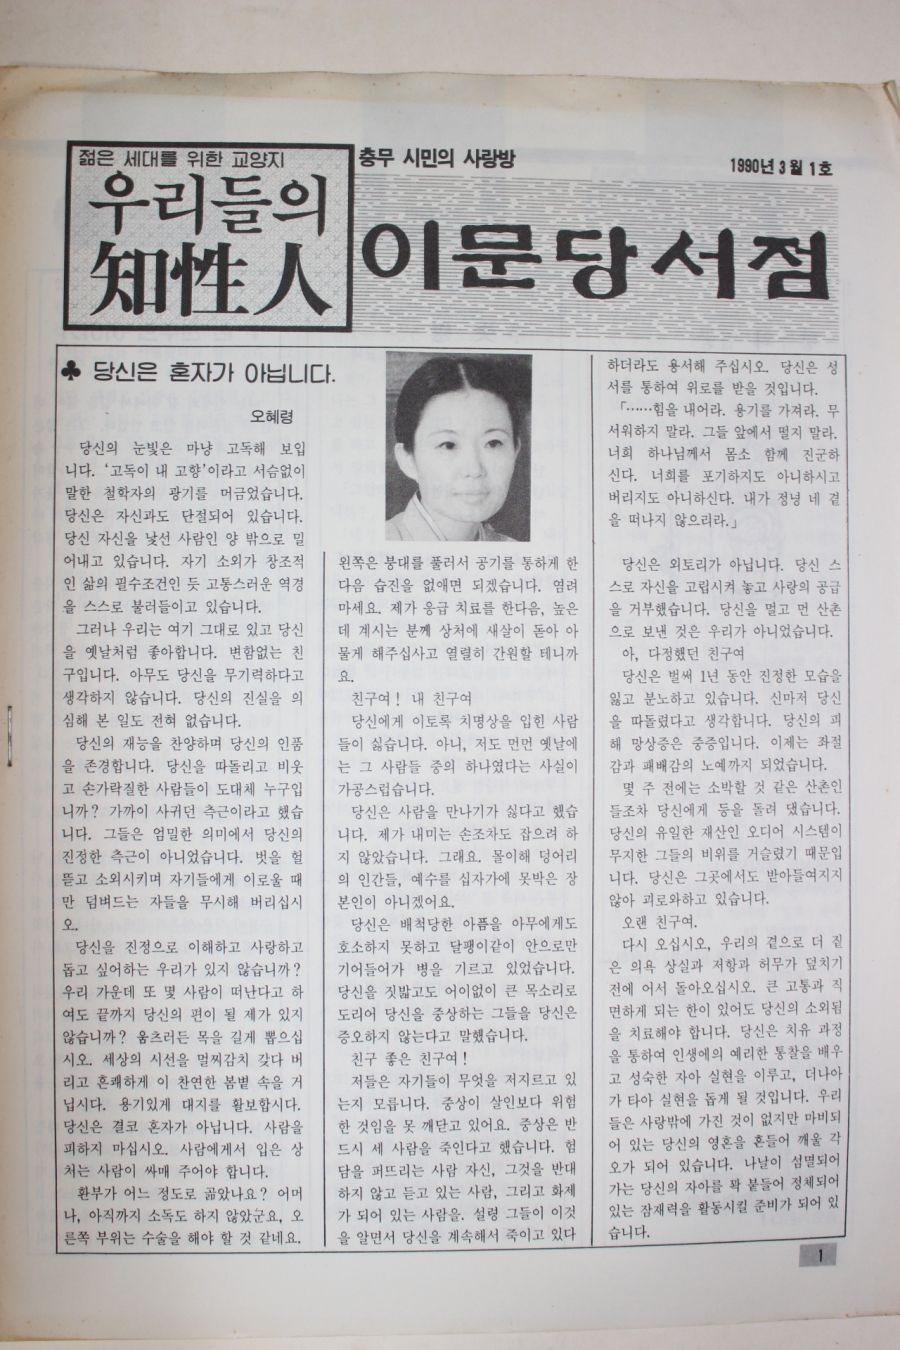 젊은 세대를 위한 교양지
우리들의
知性人
충무 시민의 사랑방
1990년 3월 1호
이문당서점
♣ 당신은 혼자가 아닙니다.
오혜령
당신의 눈빛은 마냥 고독해 보입
니다. ‘고독이 내 고향’이라고 서슴없이
말한 철학자의 광기를 머금었습니다.
당신은 자신과도 단절되어 있습니다.
당신 자신을 낯선 사람인 양 밖으로 밀
어내고 있습니다. 자기 소외가 창조적
인 삶의 필수조건인 듯 고통스러운 역경
을 스스로 불러들이고 있습니다.
그러나 우리는 여기 그대로 있고 당신
을 옛날처럼 좋아합니다. 변함없는 친
구입니다. 아무도 당신을 무기력하다고
생각하지 않습니다. 당신의 진실을 의
심해 본 일도 전혀 없습니다.
당신의 재능을 찬양하며 당신의 인품
을 존경합니다. 당신을 따돌리고 비웃
고 손가락질한 사람들이 도대체 누구입
니까? 가까이 사귀던 측근이라고 했습
니다. 그들은 엄밀한 의미에서 당신의
진정한 측근이 아니었습니다. 벗을 헐
뜯고 소외시키며 자기들에게 이로울 때
만 덤벼드는 자들을 무시해 버리십시
오.
당신을 진정으로 이해하고 사랑하고
돕고 싶어하는 우리가 있지 않습니까?
우리 가운데 또 몇 사람이 떠난다고 하
여도 끝까지 당신의 편이 될 제가 있지
않습니까? 움츠러든 목을 길게 뽑으십
시오. 세상의 시선을 멀찌감치 갖다 버
리고 흔쾌하게 이 찬연한 봄볕 속을 거
닙시다. 용기있게 대지를 활보합시다.
당신은 결코 혼자가 아닙니다. 사람을
피하지 마십시오. 사람에게서 입은 상
처는 사람이 싸매 주어야 합니다.
환부가 어느 정도로 곪았나요? 어머
나, 아직까지 소독도 하지 않았군요, 오
른쪽 부위는 수술을 해야 할 것 같네요.
왼쪽은 붕대를 풀러서 공기를 통하게 한
다음 습진을 없애면 되겠습니다. 염려
마세요. 제가 응급 치료를 한다음, 높은
데 계시는 분께 상처에 새살이 돋아 아
물게 해주십사고 열렬히 간원할 테니까
요.
친구여! 내 친구여
당신에게 이토록 치명상을 입힌 사람
들이 싫습니다. 아니, 저도 먼먼 옛날에
는 그 사람들 중의 하나였다는 사실이
가공스럽습니다.
당신은 사람을 만나기가 싫다고 했습
니다. 제가 내미는 손조차도 잡으려 하
지 않았습니다. 그래요. 몰이해 덩어리
의 인간들, 예수를 십자가에 못박은 장
본인이 아니겠어요.
당신은 배척당한 아픔을 아무에게도
호소하지 못하고 달팽이같이 안으로만
기어들어가 병을 기르고 있었습니다.
당신을 짓밟고도 어이없이 큰 목소리로
도리어 당신을 중상하는 그들을 당신은
증오하지 않는다고 말했습니다.
친구 좋은 친구여!
저들은 자기들이 무엇을 저지르고 있
는지 모릅니다. 중상이 살인보다 위험
한 것임을 못 깨닫고 있어요. 중상은 반
드시 세 사람을 죽인다고 했습니다. 험
담을 퍼뜨리는 사람 자신, 그것을 반대
하지 않고 듣고 있는 사람, 그리고 화제
가 되어 있는 사람을. 설령 그들이 이것
을 알면서 당신을 계속해서 죽이고 있다
하더라도 용서해 주십시오. 당신은 성
서를 통하여 위로를 받을 것입니다.
「……힘을 내어라. 용기를 가져라. 무
서워하지 말라. 그들 앞에서 떨지 말라.
너희 하나님께서 몸소 함께 진군하
신다. 너희를 포기하지도 아니하시고
버리지도 아니하신다. 내가 정녕 네 곁
을 떠나지 않으리라.」
당신은 외토리가 아닙니다. 당신 스
스로 자신을 고립시켜 놓고 사랑의 공급
을 거부했습니다. 당신을 멀고 먼 산촌
으로 보낸 것은 우리가 아니었습니다.
아, 다정했던 친구여
당신은 벌써 1년 동안 진정한 모습을
잃고 분노하고 있습니다. 신마저 당신
을 따돌렸다고 생각합니다. 당신의 피
해 망상증은 중증입니다. 이제는 좌절
감과 패배감의 노예까지 되었습니다.
몇 주 전에는 소박할 것 같은 산촌인
들조차 당신에게 등을 돌려 댔습니다.
당신의 유일한 재산인 오디어 시스템이
무지한 그들의 비위를 거슬렸기 때문입
니다. 당신은 그곳에서도 받아들여지지
않아 괴로와하고 있습니다.
오랜 친구여.
다시 오십시오, 우리의 곁으로 더 짙
은 의욕 상실과 저항과 허무가 덮치기
전에 어서 돌아오십시오. 큰 고통과 직
면하게 되는 한이 있어도 당신의 소외됨
을 치료해야 합니다. 당신은 치유 과정
을 통하여 인생에의 예리한 통찰을 배우
고 성숙한 자아 실현을 이루고, 더나아
가 타아 실현을 돕게 될 것입니다. 우리
들은 사랑밖에 가진 것이 없지만 마비되
어 있는 당신의 영혼을 흔들어 깨울 각
오가 되어 있습니다. 나날이 섬멸되어
가는 당신의 자아를 꽉 붙들어 정체되어
있는 잠재력을 활동시킬 준비가 되어 있
습니다.
1